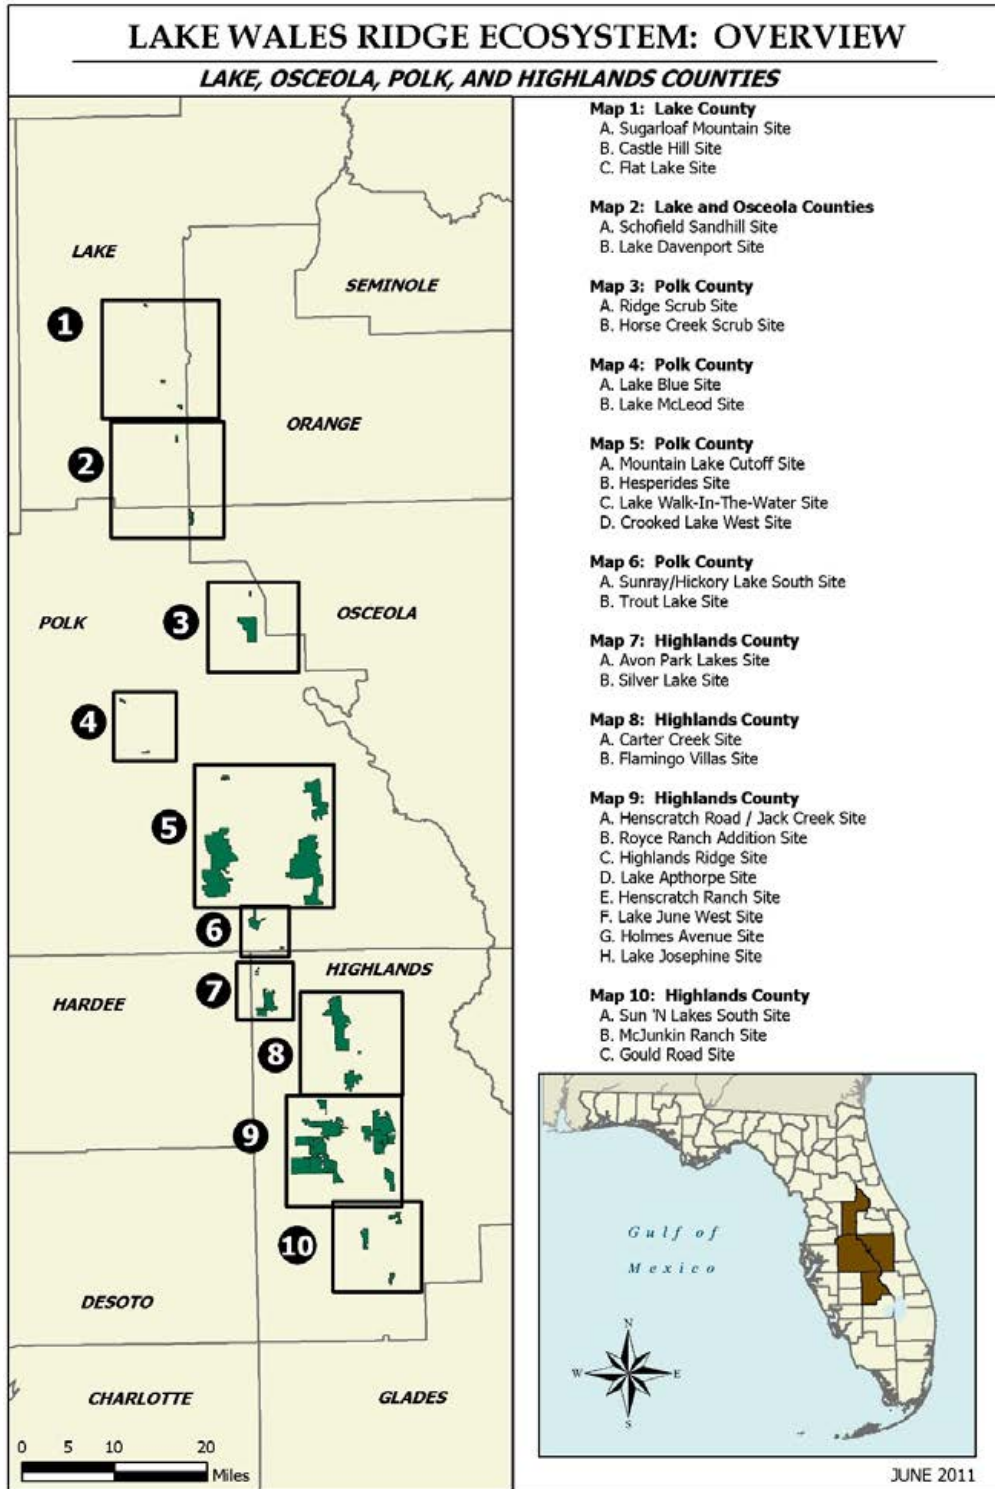 LAKE WALES RIDGE ECOSYSTEM: OVERVIEW
LAKE, OSCEOLA, POLK, AND HIGHLANDS COUNTIES
LAKE
SEMINOLE
1
ORANGE
2
POLK
3
OSCEOLA
4
5
6
HIGHLANDS
7
HARDEE
8
9
10
DESOTO
CHARLOTTE
GLADES
0 5 10 20
Miles
Map 1: Lake County
A. Sugarloaf Mountain Site
B. Castle Hill Site
C. Flat Lake Site
Map 2: Lake and Osceola Counties
A. Schofield Sandhill Site
B. Lake Davenport Site
Map 3: Polk County
A. Ridge Scrub Site
B. Horse Creek Scrub Site
Map 4: Polk County
A. Lake Blue Site
B. Lake McLeod Site
Map 5: Polk County
A. Mountain Lake Cutoff Site
B. Hesperides Site
C. Lake Walk-In-The-Water Site
D. Crooked Lake West Site
Map 6: Polk County
A. Sunray/Hickory Lake South Site
B. Trout Lake Site
Map 7: Highlands County
A. Avon Park Lakes Site
B. Silver Lake Site
Map 8: Highlands County
A. Carter Creek Site
B. Flamingo Villas Site
Map 9: Highlands County
A. Henscratch Road / Jack Creek Site
B. Royce Ranch Addition Site
C. Highlands Ridge Site
D. Lake Apthorpe Site
E. Henscratch Ranch Site
F. Lake June West Site
G. Holmes Avenue Site
H. Lake Josephine Site
Map 10: Highlands County
A. Sun 'N Lakes South Site
B. McJunkin Ranch Site
C. Gould Road Site
Gulf of
Mexico
N
W E
S
JUNE 2011